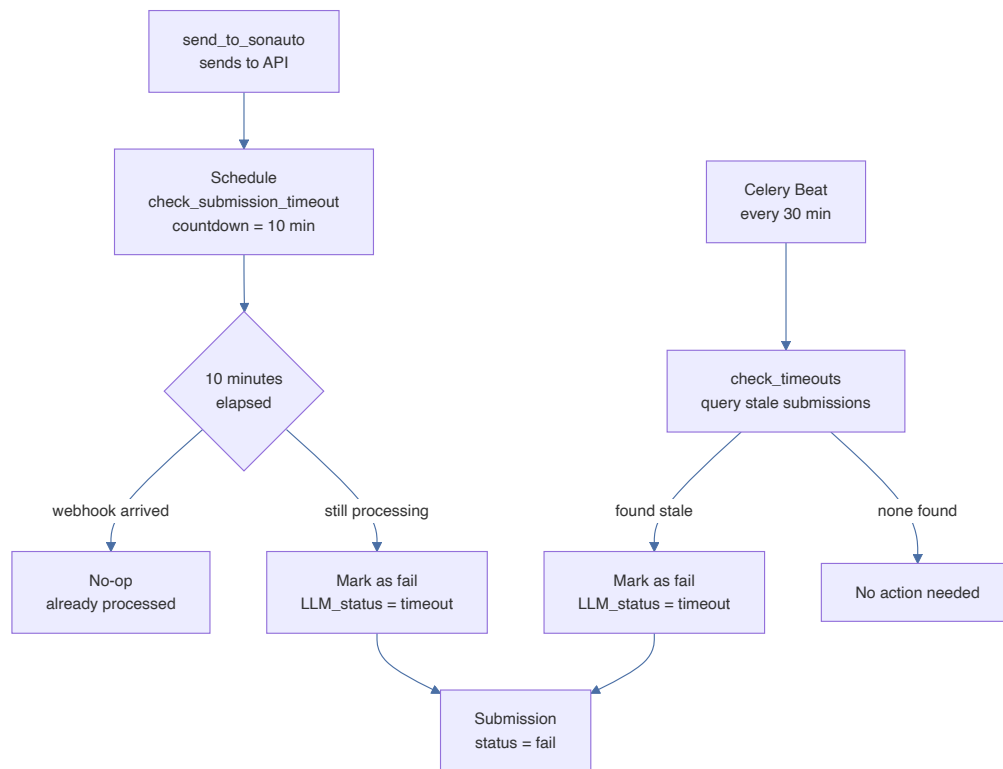 send_to_sonauto
sends to API
Schedule
check_submission_timeout
countdown = 10 min
Celery Beat
every 30 min
10 minutes
elapsed
check_timeouts
query stale submissions
webhook arrived
still processing
found stale
none found
No-op
already processed
Mark as fail
LLM_status = timeout
Mark as fail
LLM_status = timeout
No action needed
Submission
status = fail